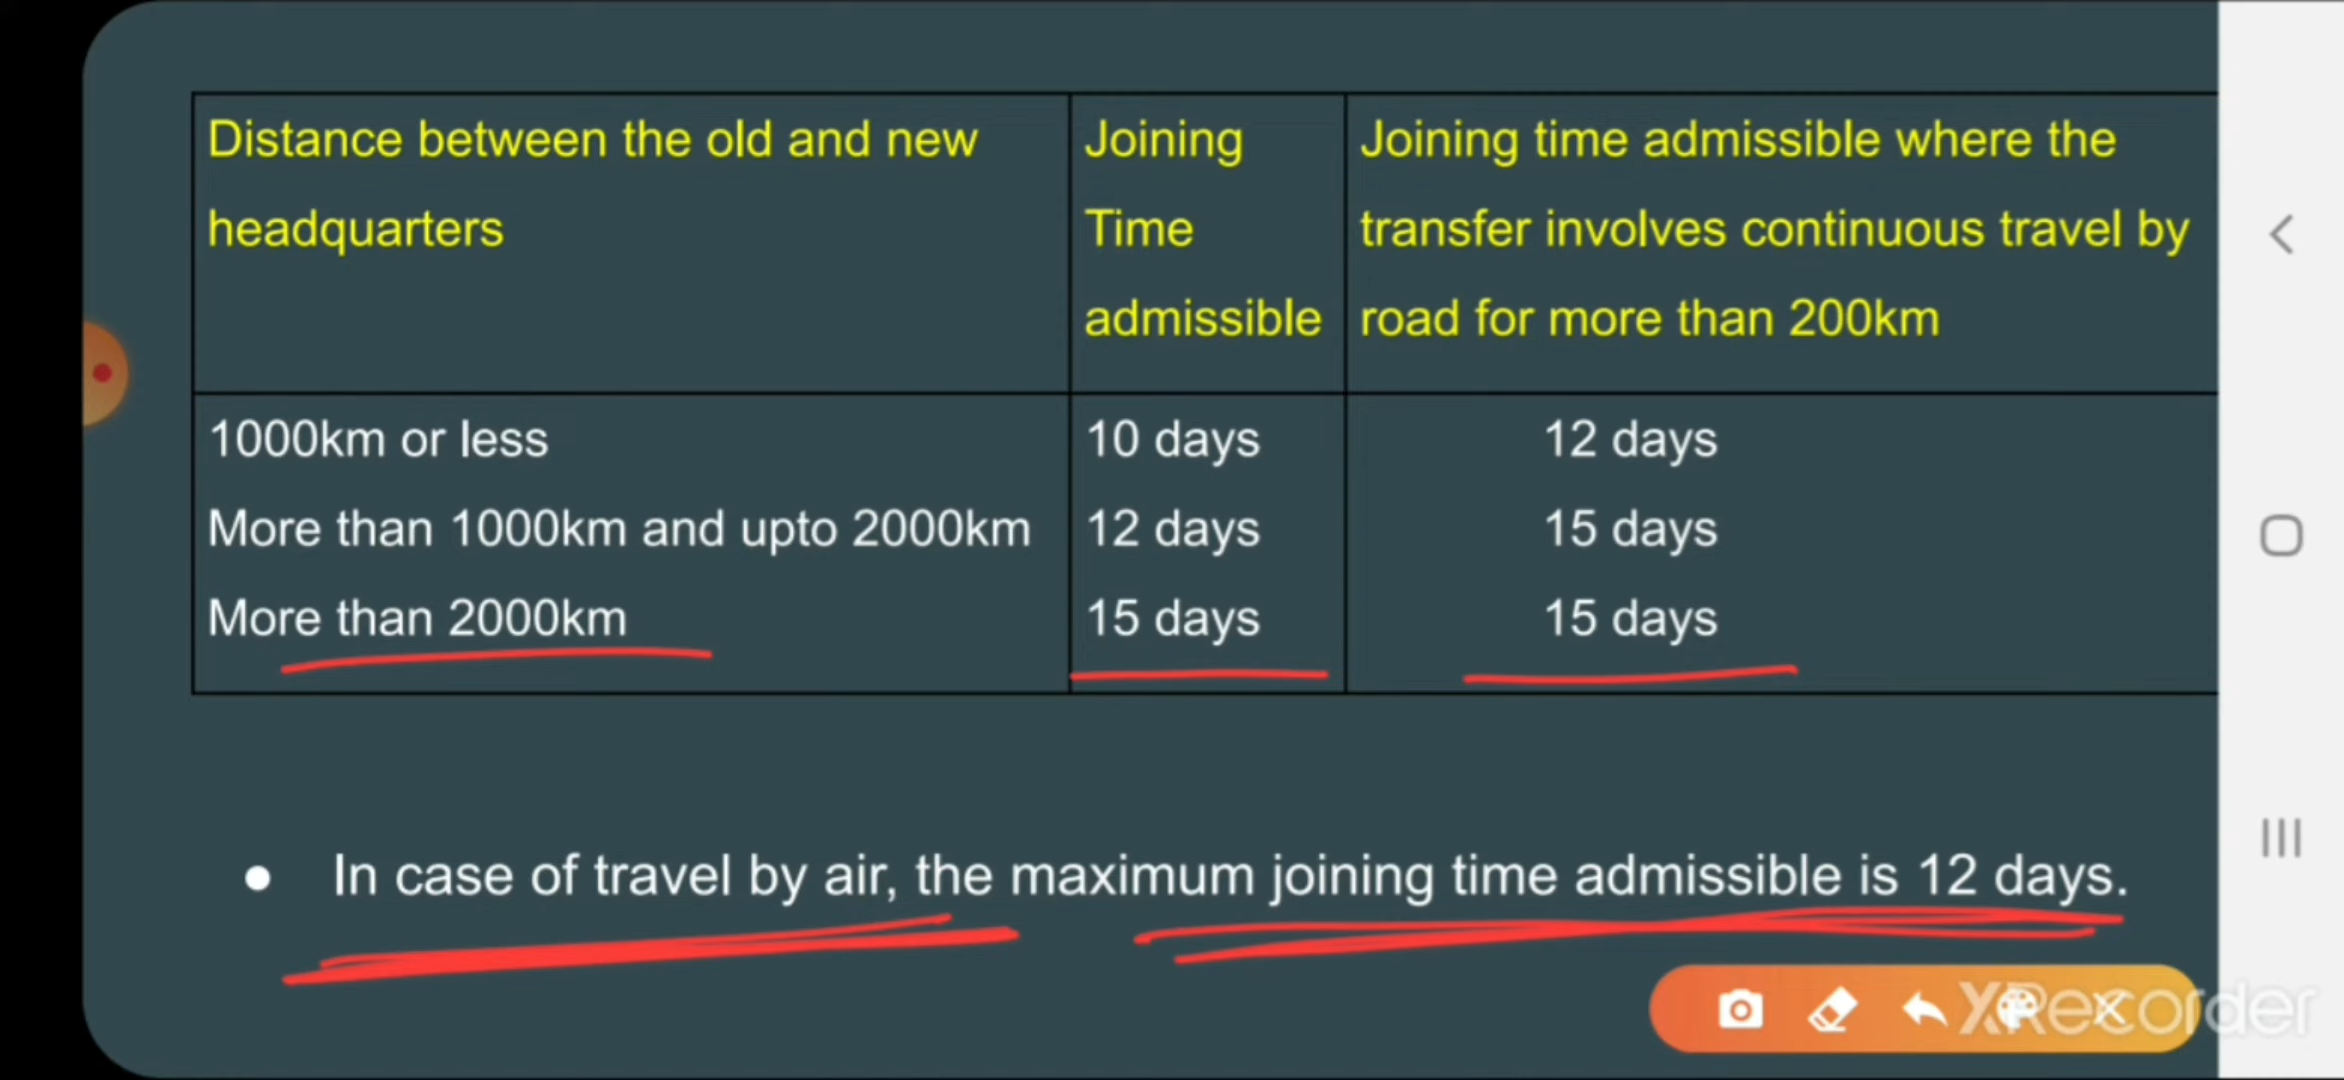 Distance between the old and new
headquarters
Joining
Time
admissible
Joining time admissible where the
transfer involves continuous travel by
road for more than 200km
1000km or less
10 days
12 days
More than 1000km and upto 2000km
12 days
15 days
More than 2000km
15 days
15 days
In case of travel by air, the maximum joining time admissible is 12 days.
XRecorder